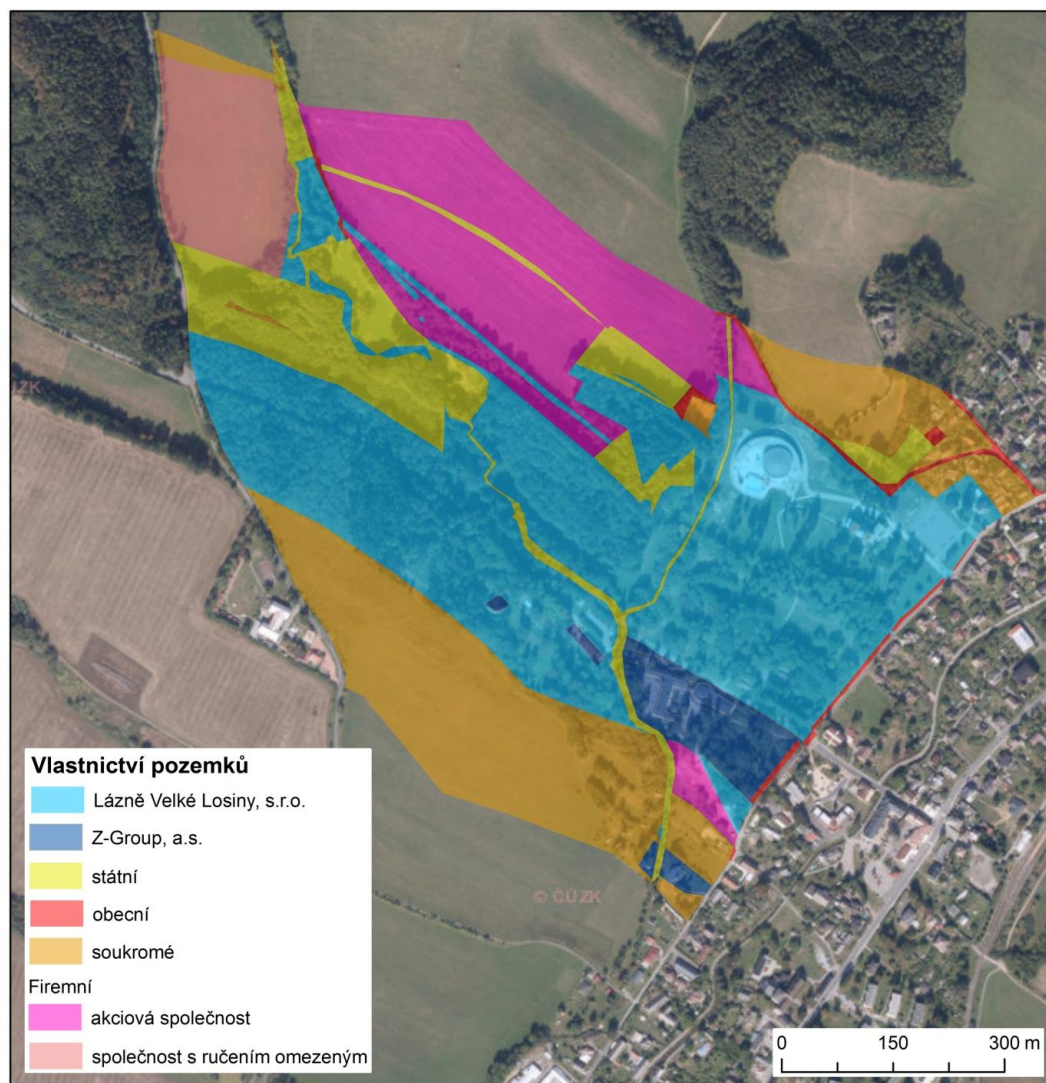 ÚZK
Vlastnictví pozemků
Lázně Velké Losiny, s.r.o.
Z-Group, a.s.
státní
obecní
soukromé
Firemní
akciová společnost
společnost s ručením omezeným
© ČÚZK
0 150 300 m